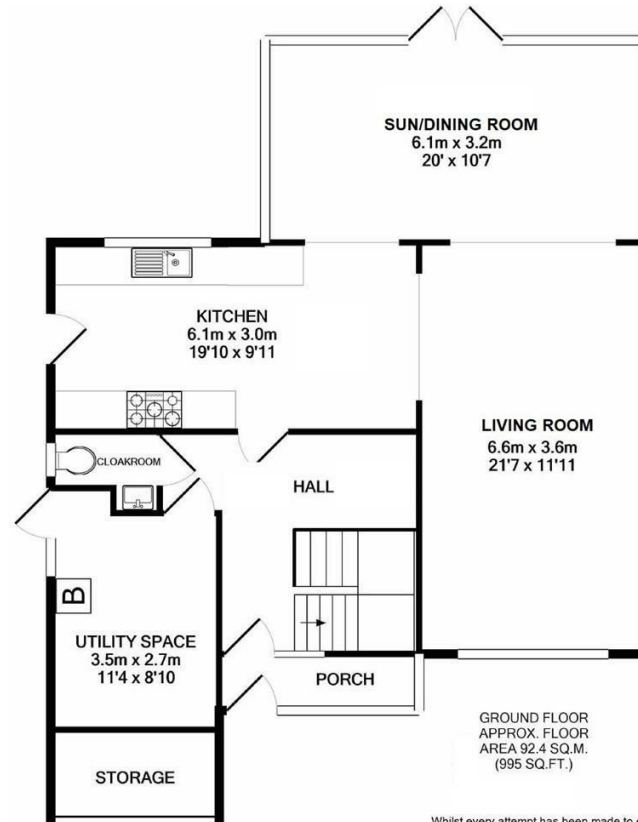 SUN/DINING ROOM
6.1m x 3.2m
20' x 10'7
KITCHEN
6.1m x 3.0m
19'10 x 9'11
LIVING ROOM
6.6m x 3.6m
21'7 x 11'11
CLOAKROOM
HALL
B
UTILITY SPACE
3.5m x 2.7m
11'4 x 8'10
PORCH
STORAGE
GROUND FLOOR
APPROX. FLOOR
AREA 92.4 SQ.M.
(995 SQ.FT.)
Whilst every attempt has been made to